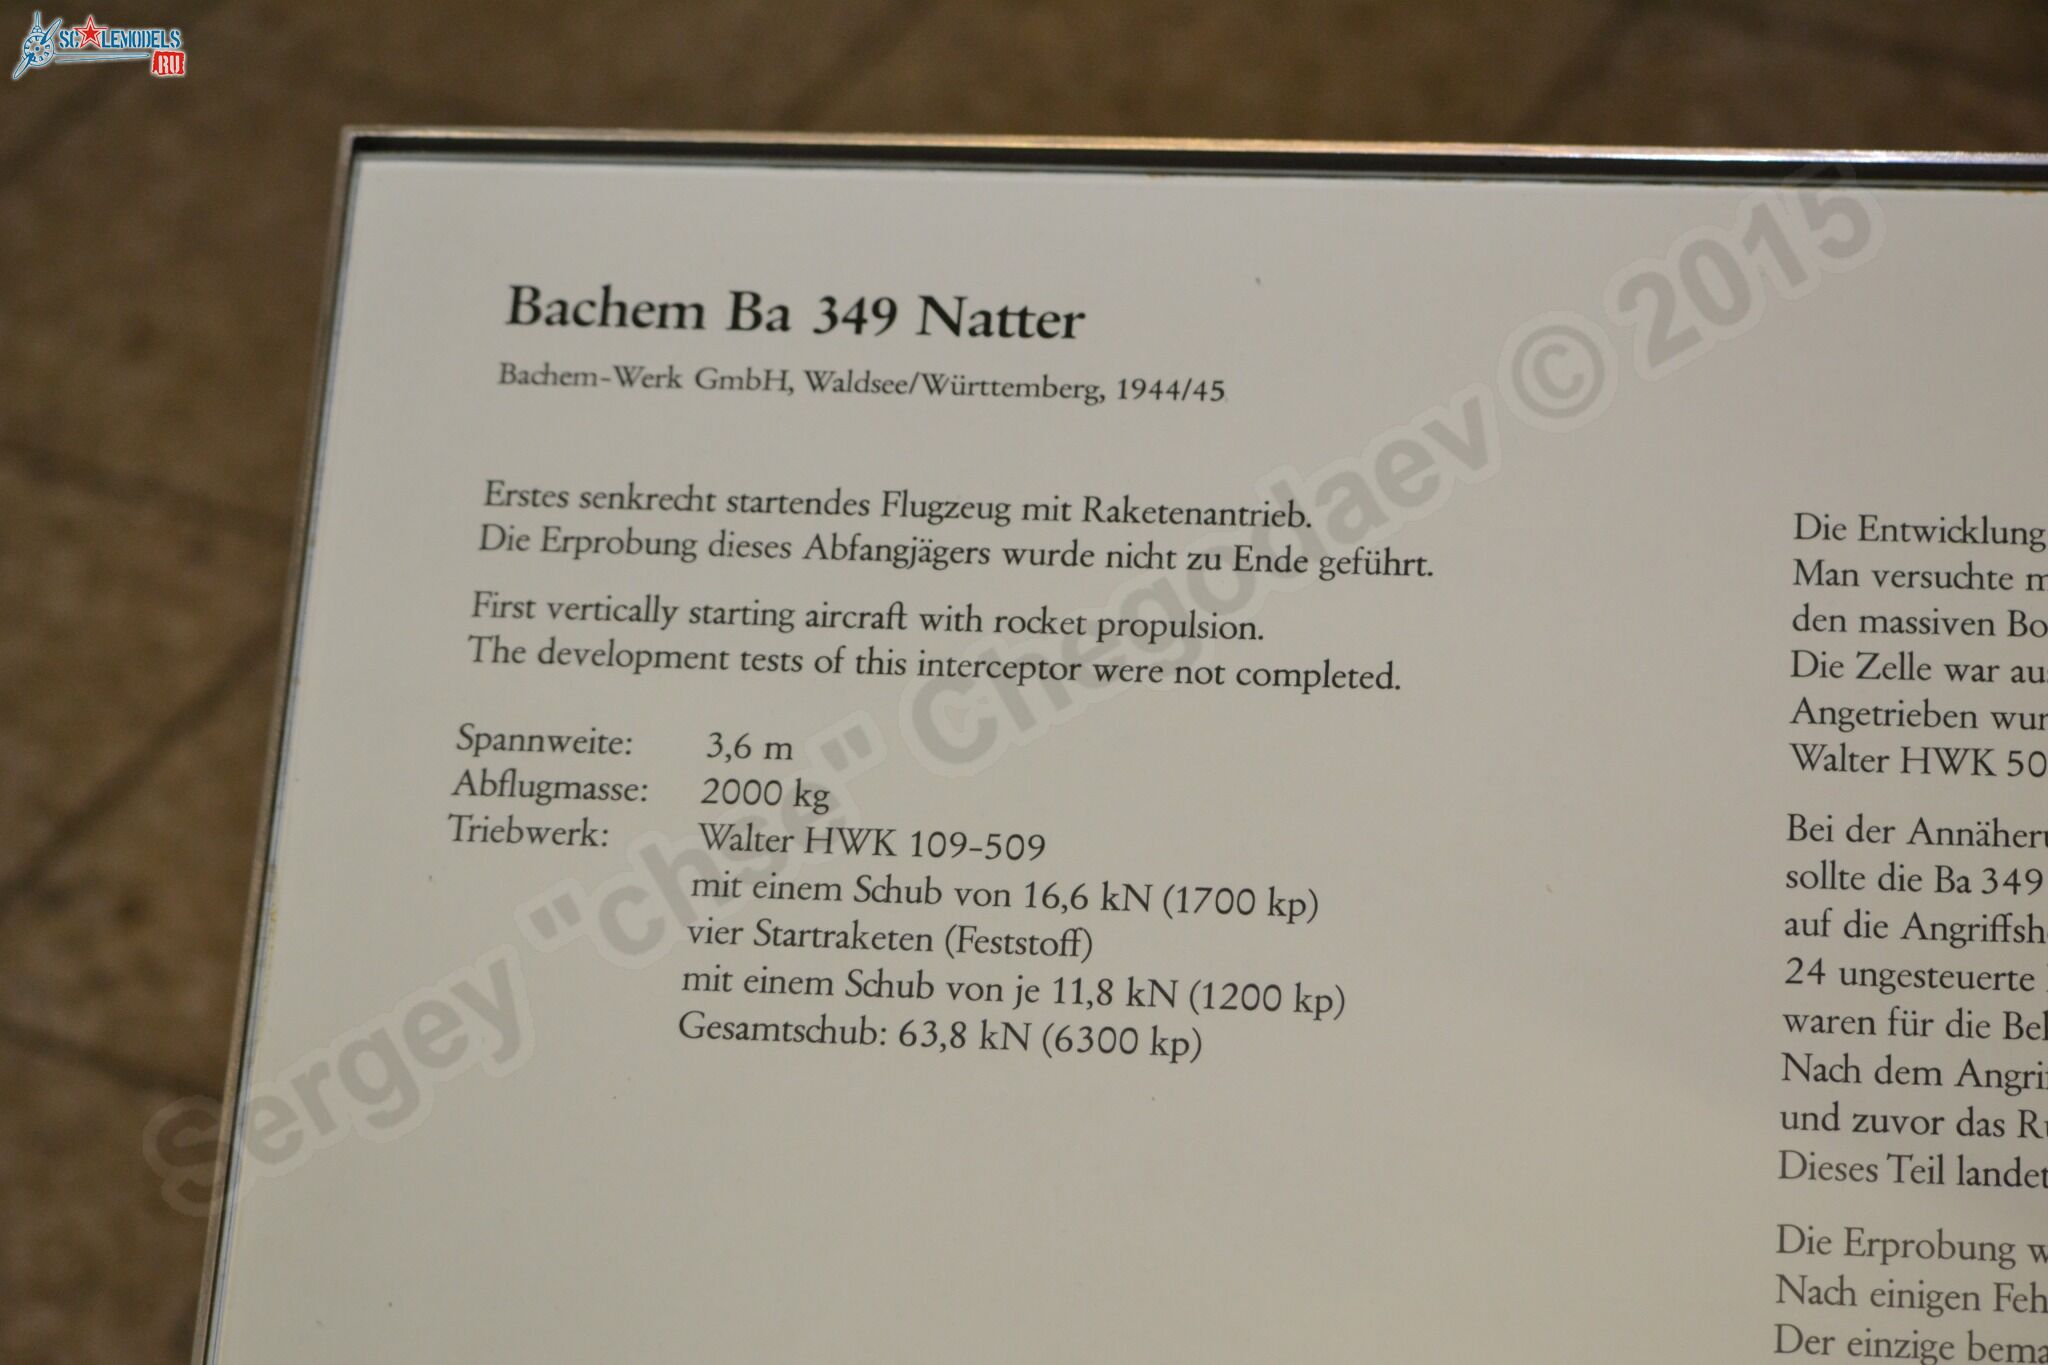 SCALEMODELS
RU
Bachem Ba 349 Natter
Bachem-Werk GmbH, Waldsee/Württemberg, 1944/45
Erstes senkrecht startendes Flugzeug mit Raketenantrieb.
Die Erprobung dieses Abfangjägers wurde nicht zu Ende geführt.
First vertically starting aircraft with rocket propulsion.
The development tests of this interceptor were not completed.
Spannweite: 3,6 m
Abflugmasse: 2000 kg
Triebwerk: Walter HWK 109-509
mit einem Schub von 16,6 kN (1700 kp)
vier Startraketen (Feststoff)
mit einem Schub von je 11,8 kN (1200 kp)
Gesamtschub: 63,8 kN (6300 kp)
Die Entwicklung
Man versuchte
den massiven
Die Zelle war
Angetrieben
Walter HWK 50
Bei der
sollte die Ba 349
auf die
24 ungesteuerte
waren für die
Nach dem
und zuvor das
Dieses Teil
Die Erprobung
Nach einigen
Der einzige
Sergey "chse" Chegodaev © 2015